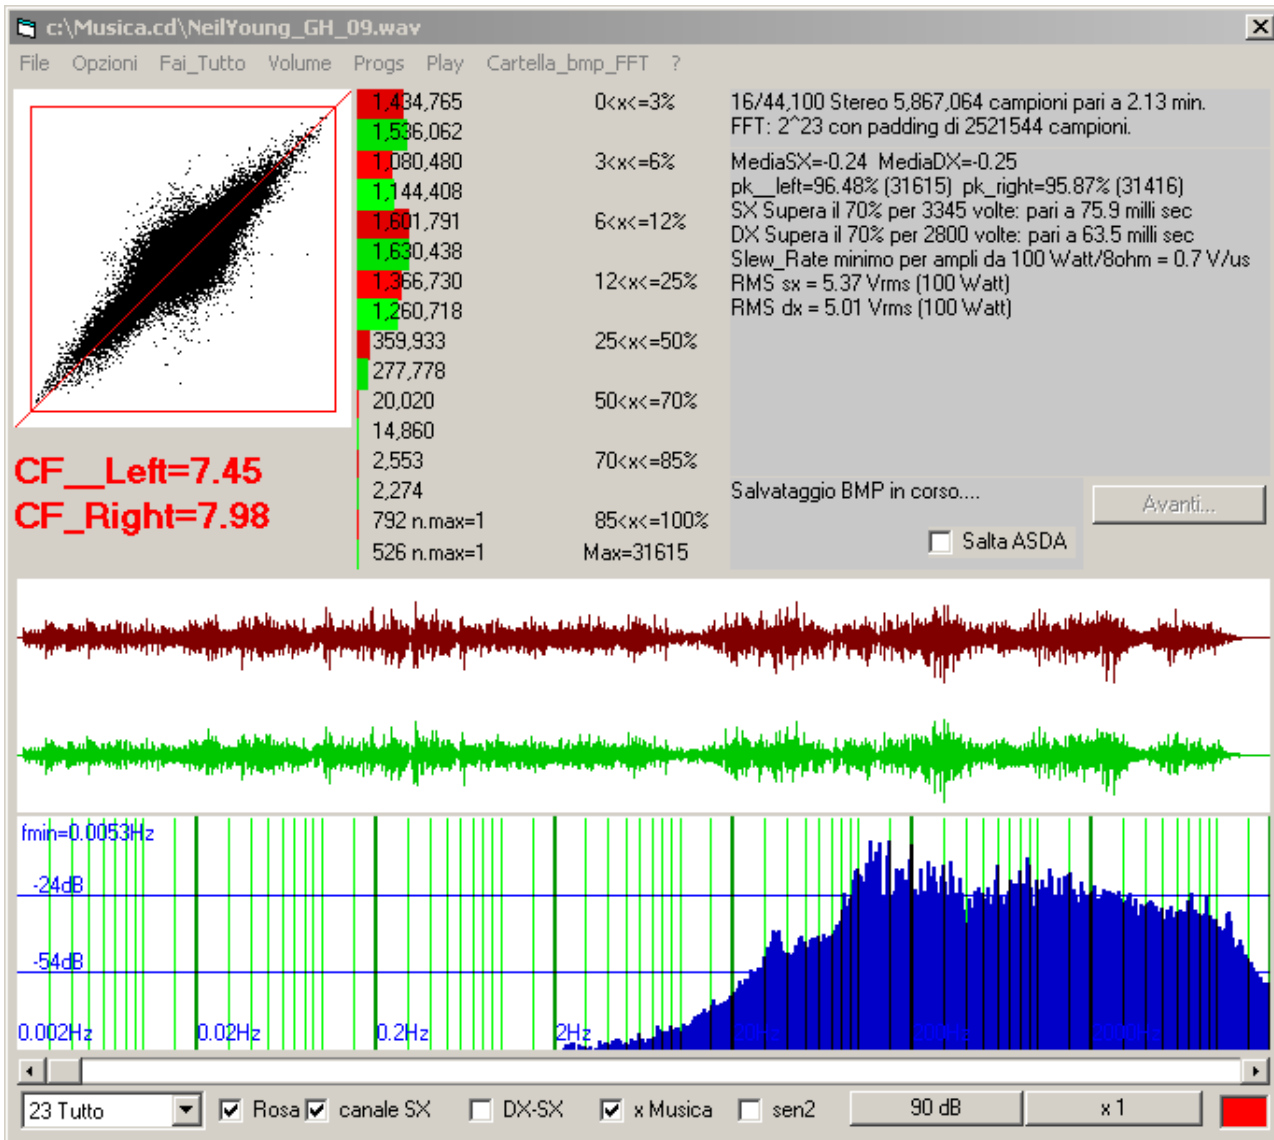 c:\Musica.cd\NeilYoung_GH_09.wav
File Opzioni Fai_Tutto Volume Progs Play Cartella_bmp_FFT ?
1,434,765 0<x<=3%
1,536,062
1,080,480 3<x<=6%
1,144,408
1,601,791 6<x<=12%
1,630,438
1,366,730 12<x<=25%
1,260,718
359,933 25<x<=50%
277,778
20,020 50<x<=70%
14,860
2,553 70<x<=85%
2,274
792 n.max=1 85<x<=100%
526 n.max=1 Max=31615
16/44,100 Stereo 5,867,064 campioni pari a 2.13 min.
FFT: 2^23 con padding di 2521544 campioni.
MediaSX=-0.24 MediaDX=-0.25
pk__left=96.48% (31615) pk_right=95.87% (31416)
SX Supera il 70% per 3345 volte: pari a 75.9 milli sec
DX Supera il 70% per 2800 volte: pari a 63.5 milli sec
Slew_Rate minimo per ampli da 100 Watt/8ohm = 0.7 V/us
RMS sx = 5.37 Vrms (100 Watt)
RMS dx = 5.01 Vrms (100 Watt)
CF__Left=7.45
CF_Right=7.98
Salvataggio BMP in corso....
Avanti...
Salta ASDA
fmin=0.0053Hz
-24dB
-54dB
0.002Hz 0.02Hz 0.2Hz 2Hz 20Hz 200Hz 2000Hz
23 Tutto Rosa canale SX DX-SX x Musica sen2 90 dB x 1